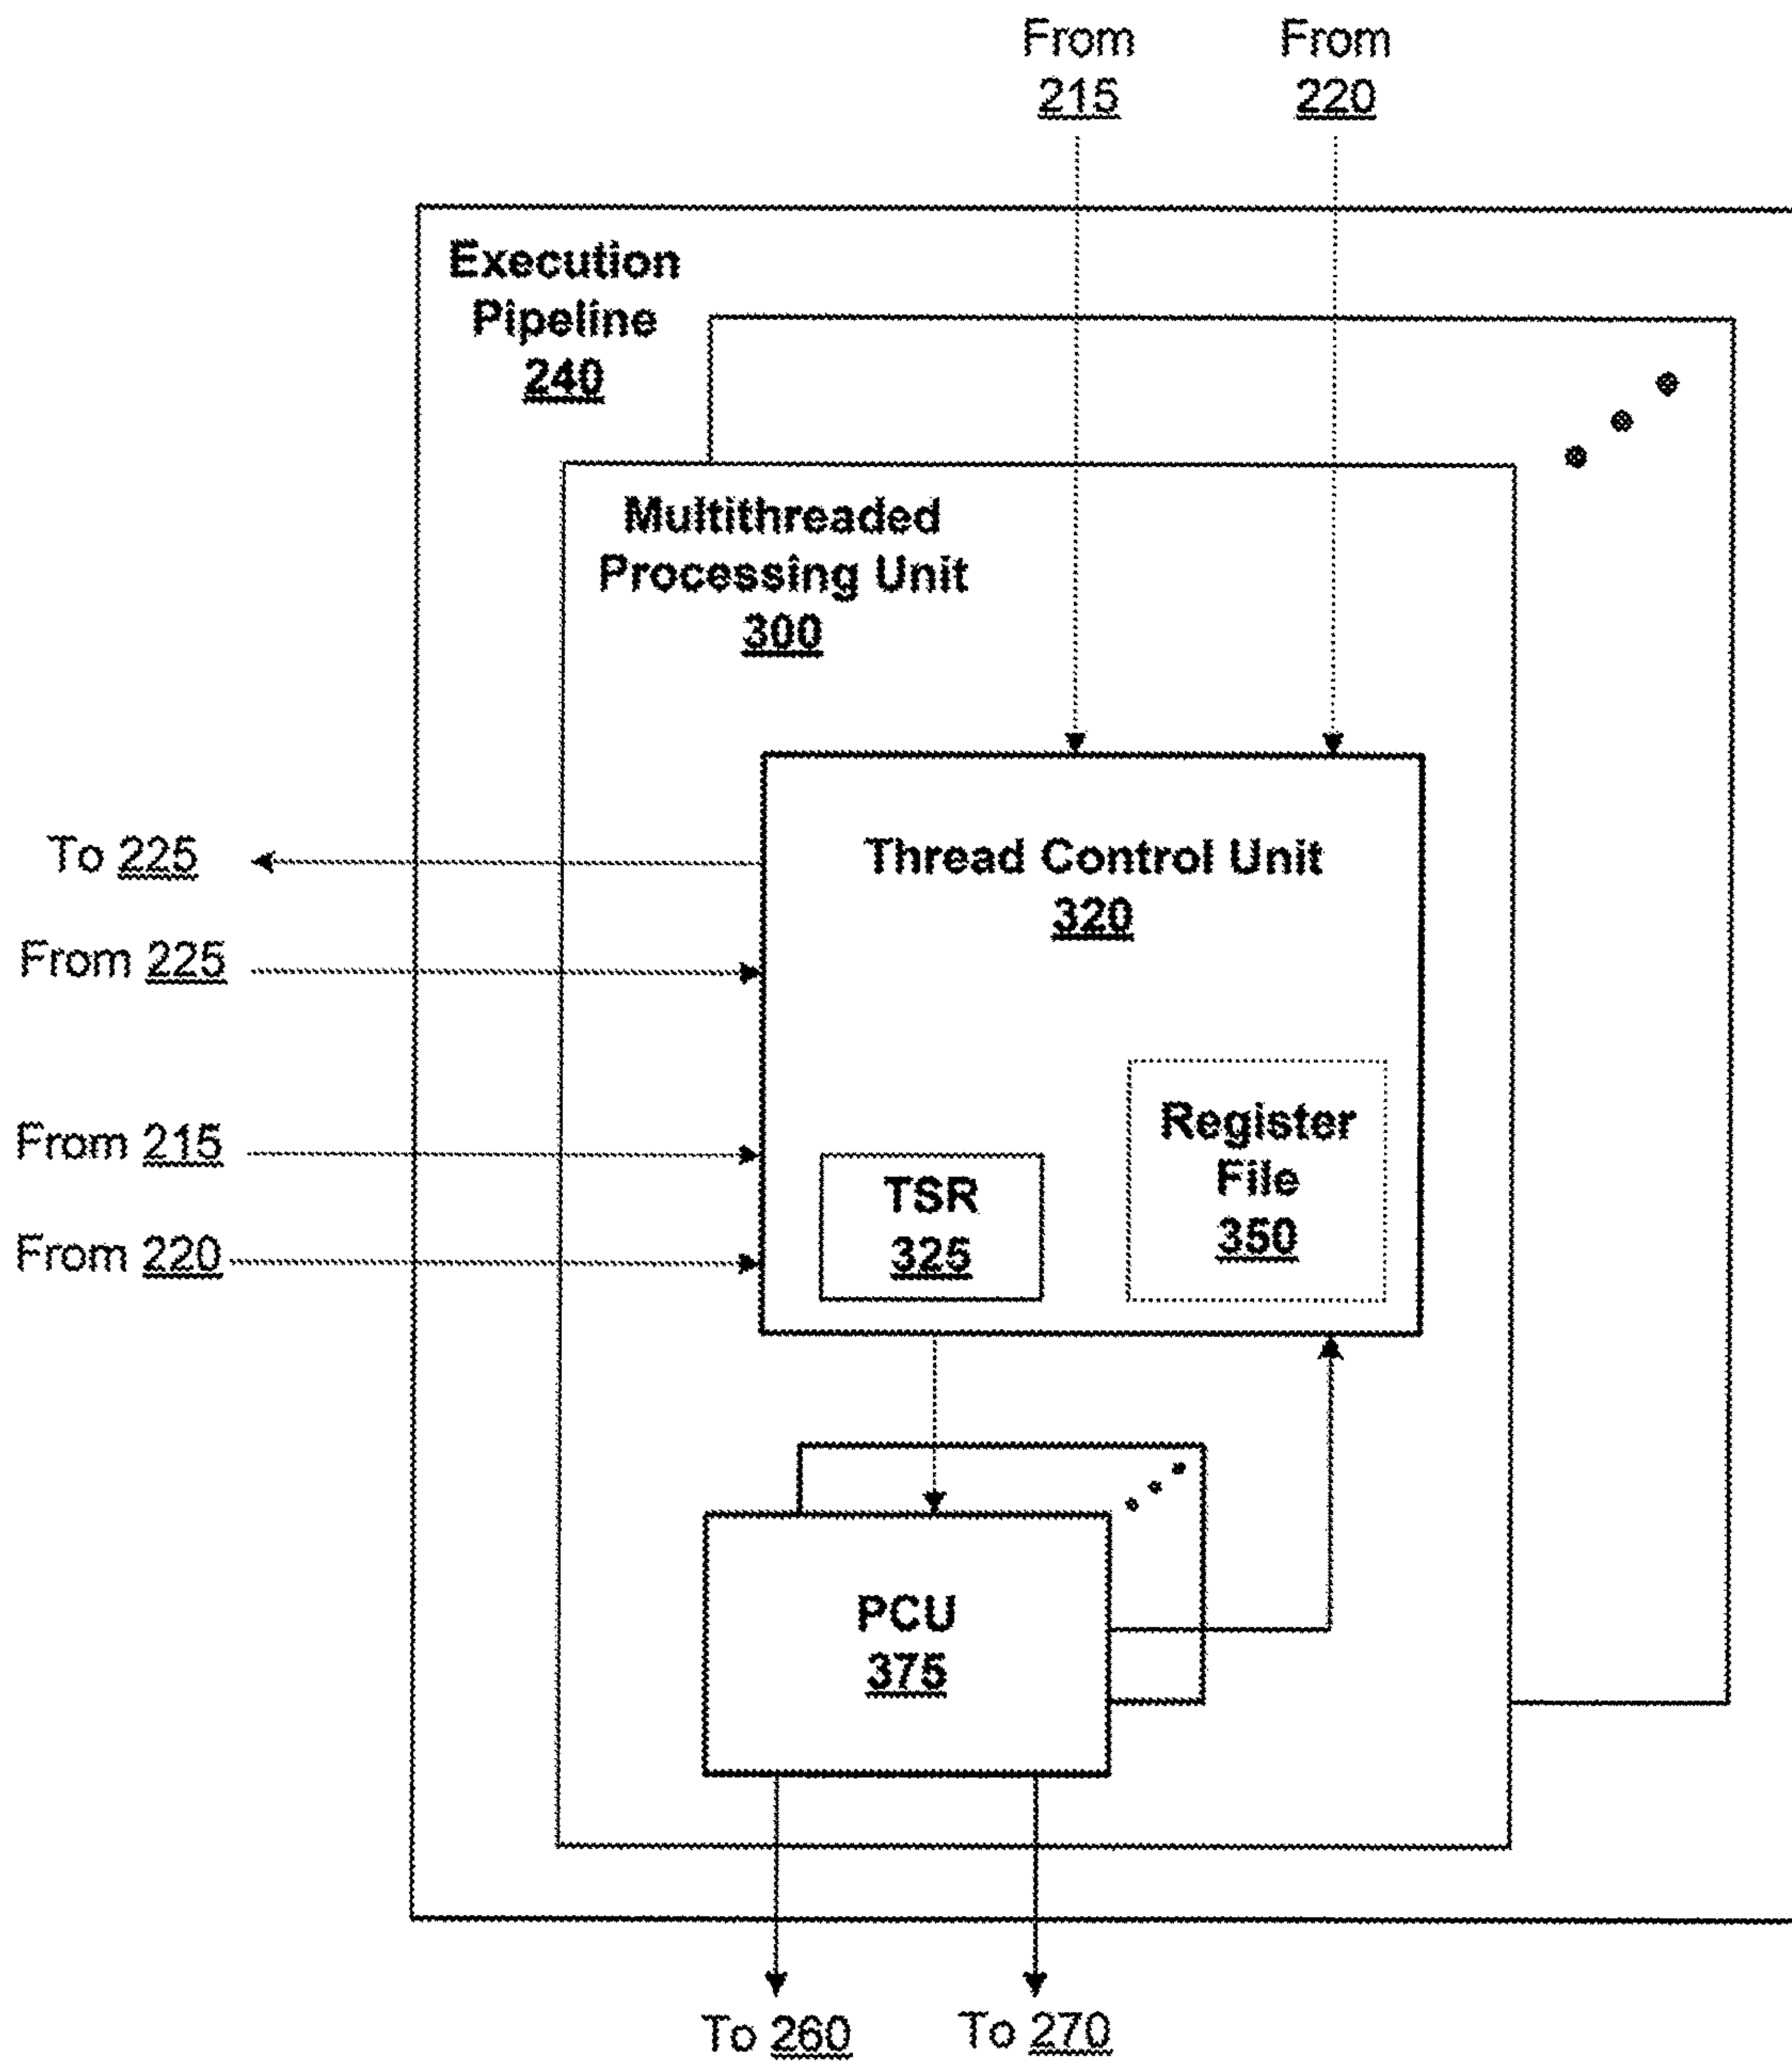 From
215
From
220
Execution
Pipeline
240
Multithreaded
Processing Unit
300
To 225
From 225
From 215
From 220
Thread Control Unit
320
TSR
325
Register
File
350
PCU
375
To 260
To 270